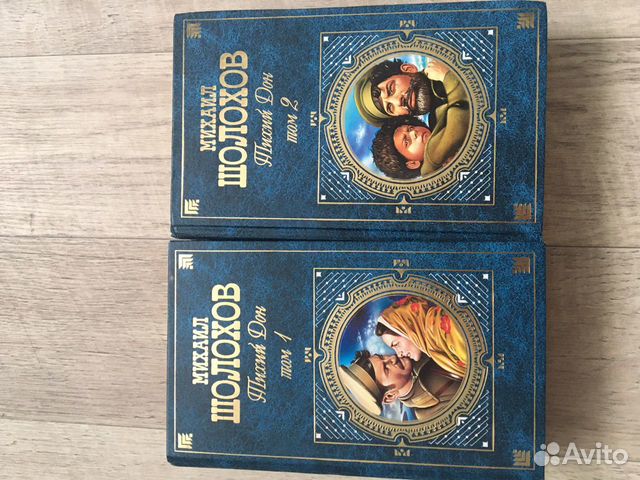 МИХАИЛ
ШОЛОХОВ
Тихий Дон
том 2
МИХАИЛ
ШОЛОХОВ
Тихий Дон
том 1
Avito